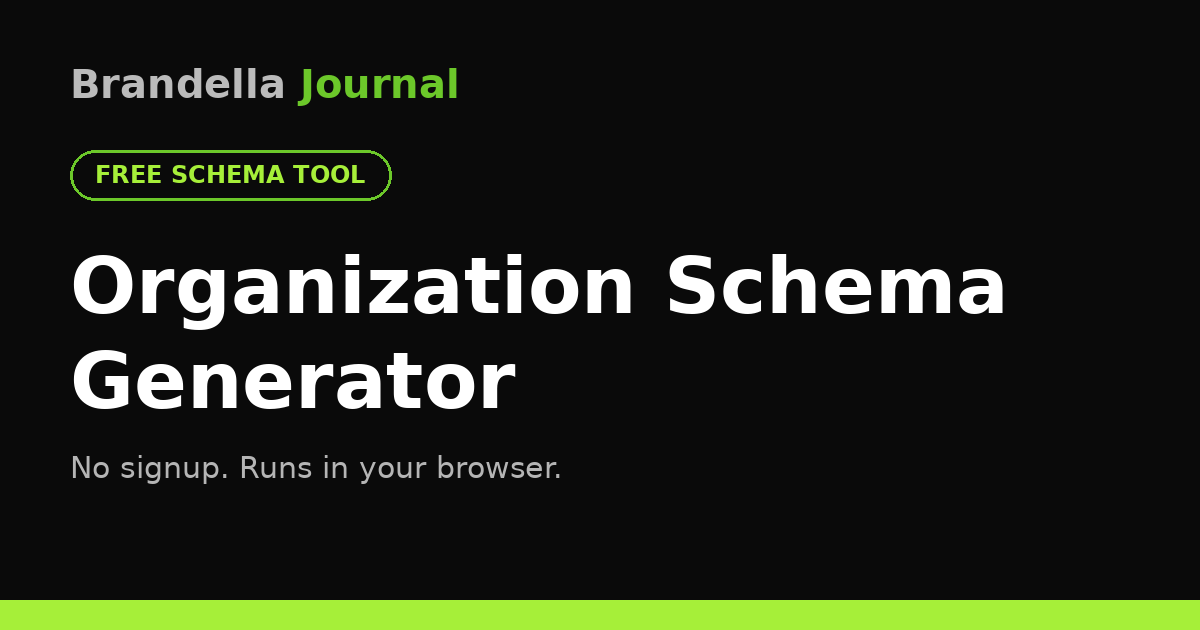 Brandella Journal
FREE SCHEMA TOOL
Organization Schema
Generator
No signup. Runs in your browser.